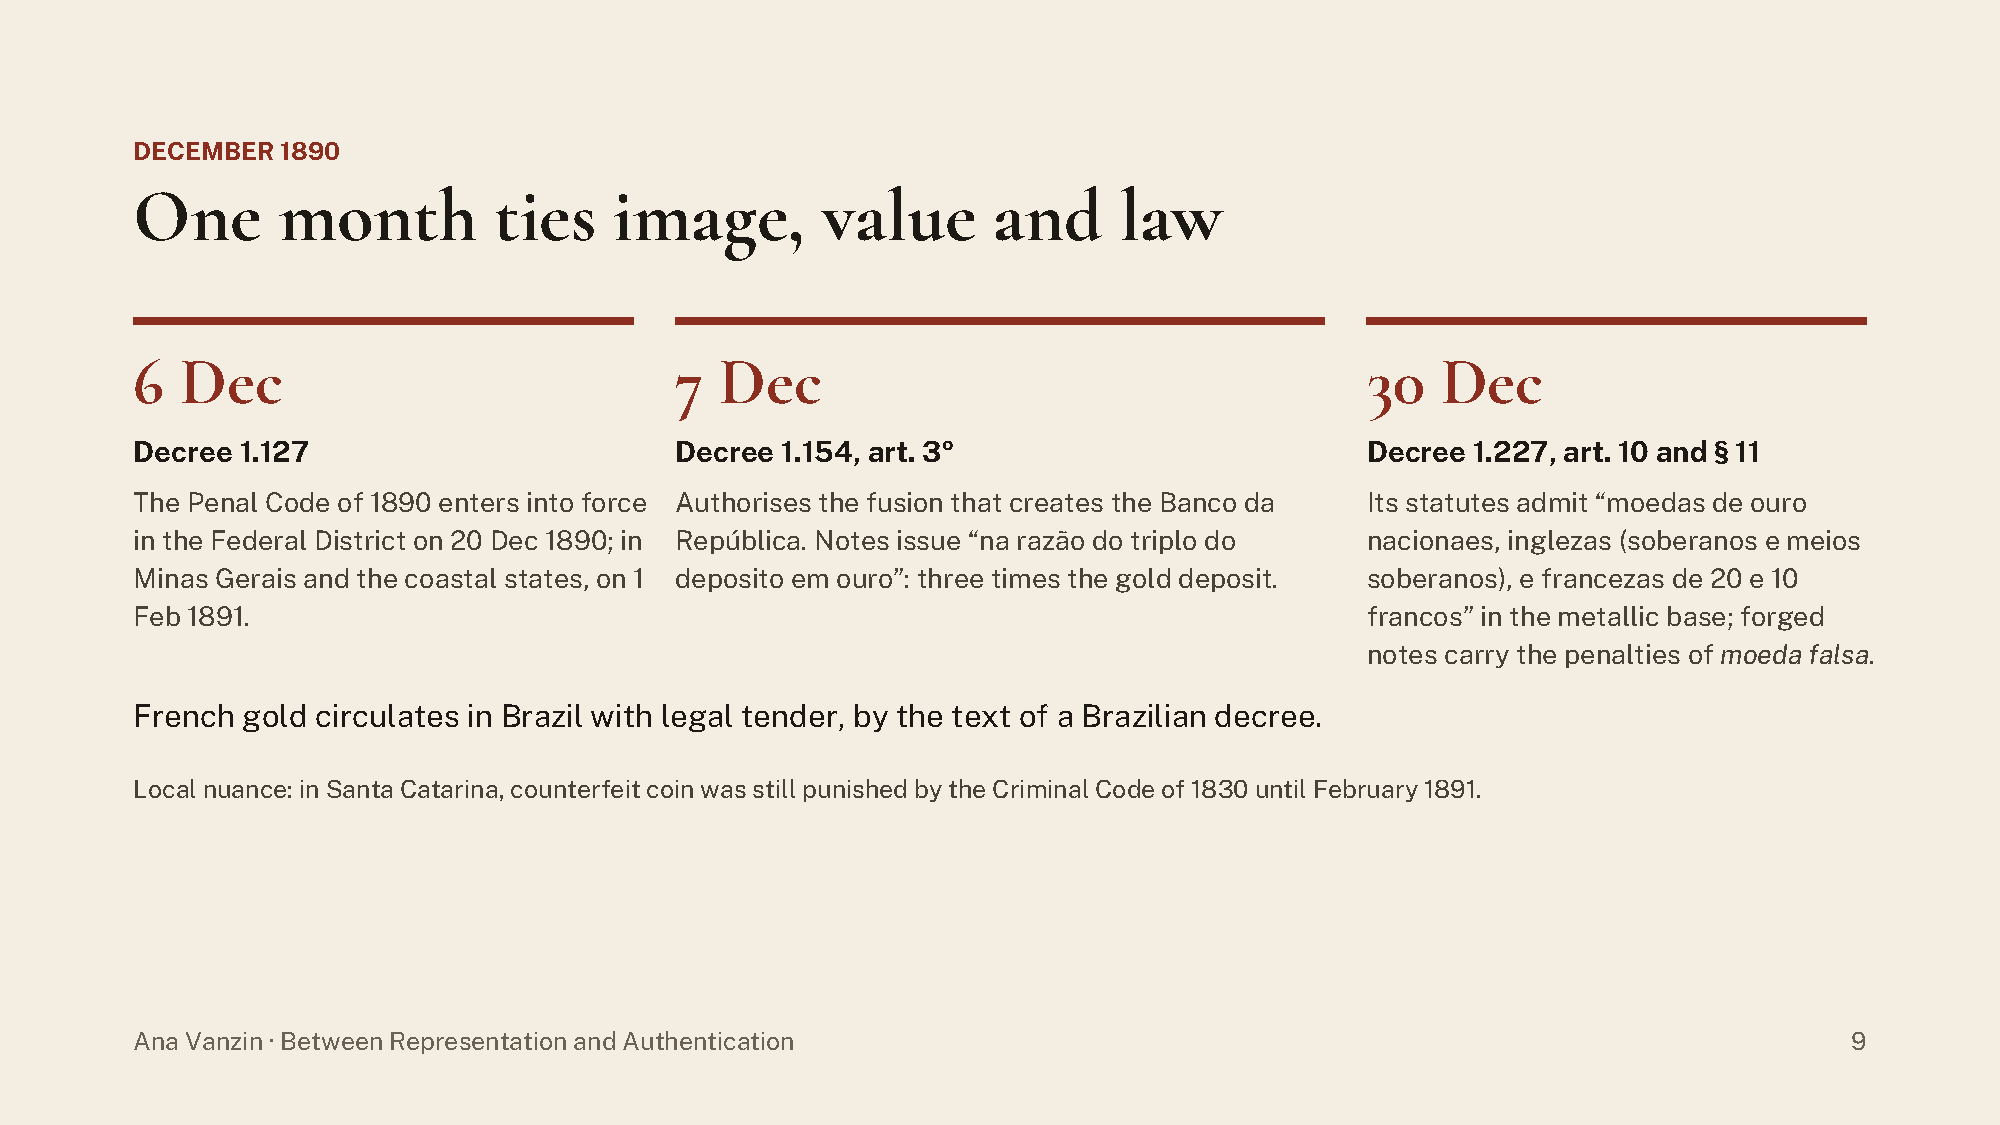 DECEMBER 1890
One month ties image, value and law
6 Dec
Decree 1.127
The Penal Code of 1890 enters into force
in the Federal District on 20 Dec 1890; in
Minas Gerais and the coastal states, on 1
Feb 1891.
7 Dec
Decree 1.154, art. 3º
Authorises the fusion that creates the Banco da
República. Notes issue “na razão do triplo do
deposito em ouro”: three times the gold deposit.
30 Dec
Decree 1.227, art. 10 and § 11
Its statutes admit “moedas de ouro
nacionaes, inglezas (soberanos e meios
soberanos), e francezas de 20 e 10
francos” in the metallic base; forged
notes carry the penalties of moeda falsa.
French gold circulates in Brazil with legal tender, by the text of a Brazilian decree.
Local nuance: in Santa Catarina, counterfeit coin was still punished by the Criminal Code of 1830 until February 1891.
Ana Vanzin · Between Representation and Authentication
9